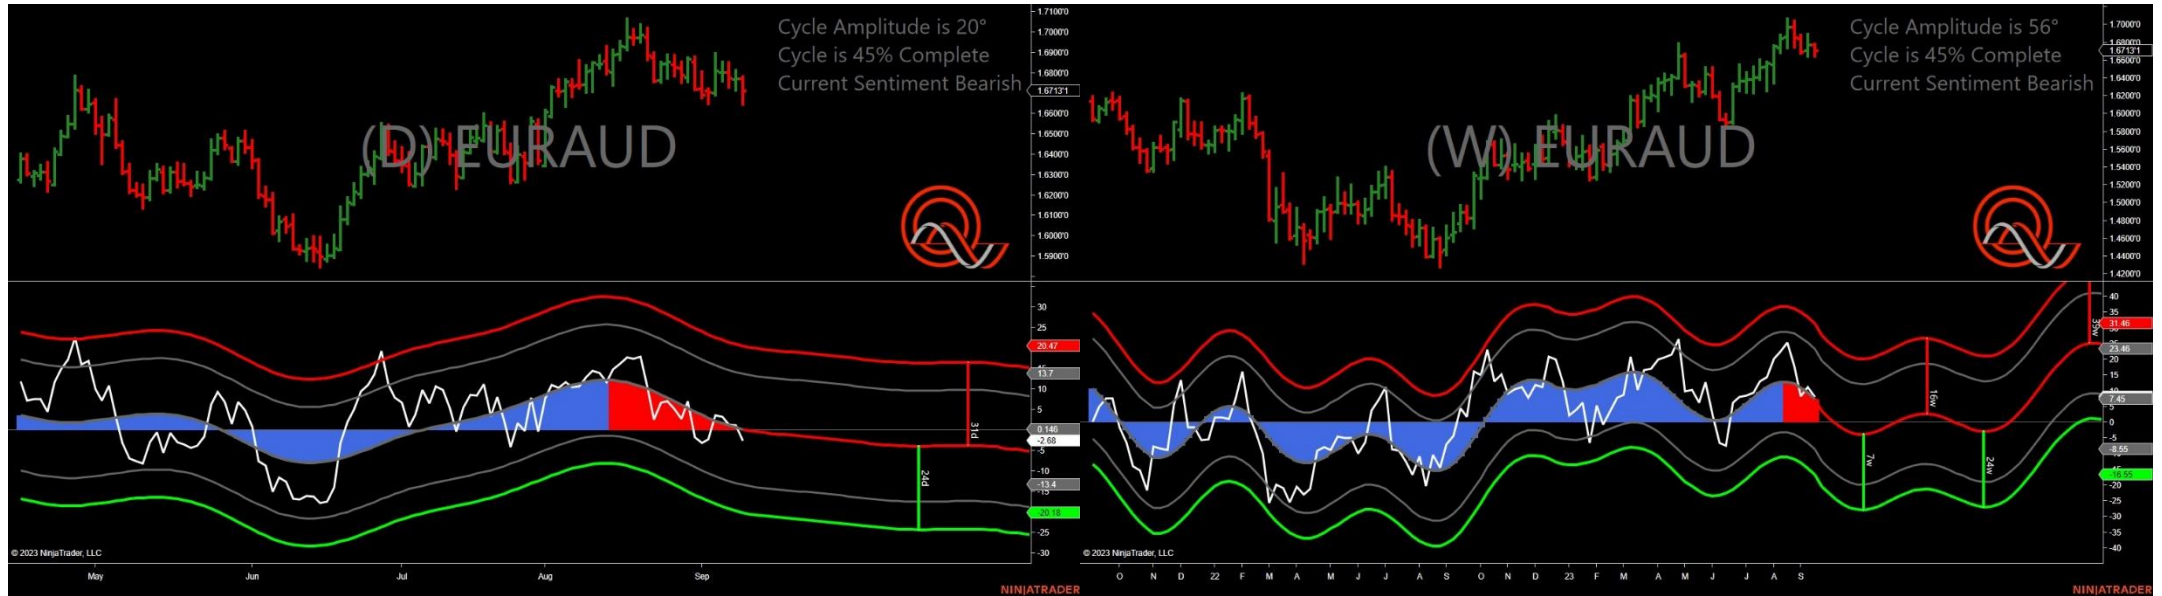 Cycle Amplitude is 20°
Cycle is 45% Complete
Current Sentiment Bearish
(D) EURAUD
1.7100'0
1.7000'0
1.6900'0
1.6800'0
1.6713'1
1.6600'0
1.6500'0
1.6400'0
1.6300'0
1.6200'0
1.6100'0
1.6000'0
1.5900'0
30
25
20.47
13.7
10
5
0.146
-2.68
-5
-10
-13.4
-15
-20.18
-25
-30
31d
24d
© 2023 NinjaTrader, LLC
May
Jun
Jul
Aug
Sep
NINJATRADER
Cycle Amplitude is 56°
Cycle is 45% Complete
Current Sentiment Bearish
(W) EURAUD
1.7000'0
1.6800'0
1.6713'1
1.6600'0
1.6400'0
1.6200'0
1.6000'0
1.5800'0
1.5600'0
1.5400'0
1.5200'0
1.5000'0
1.4800'0
1.4600'0
1.4400'0
1.4200'0
40
35
31.46
25
23.46
20
15
10
7.45
5
0
-5
-8.55
-10
-16.55
-20
-25
-30
-35
-40
39w
16w
7w
24w
© 2023 NinjaTrader, LLC
O
N
D
22
F
M
A
M
J
J
A
S
O
N
D
23
F
M
A
M
J
J
A
S
NINJATRADER